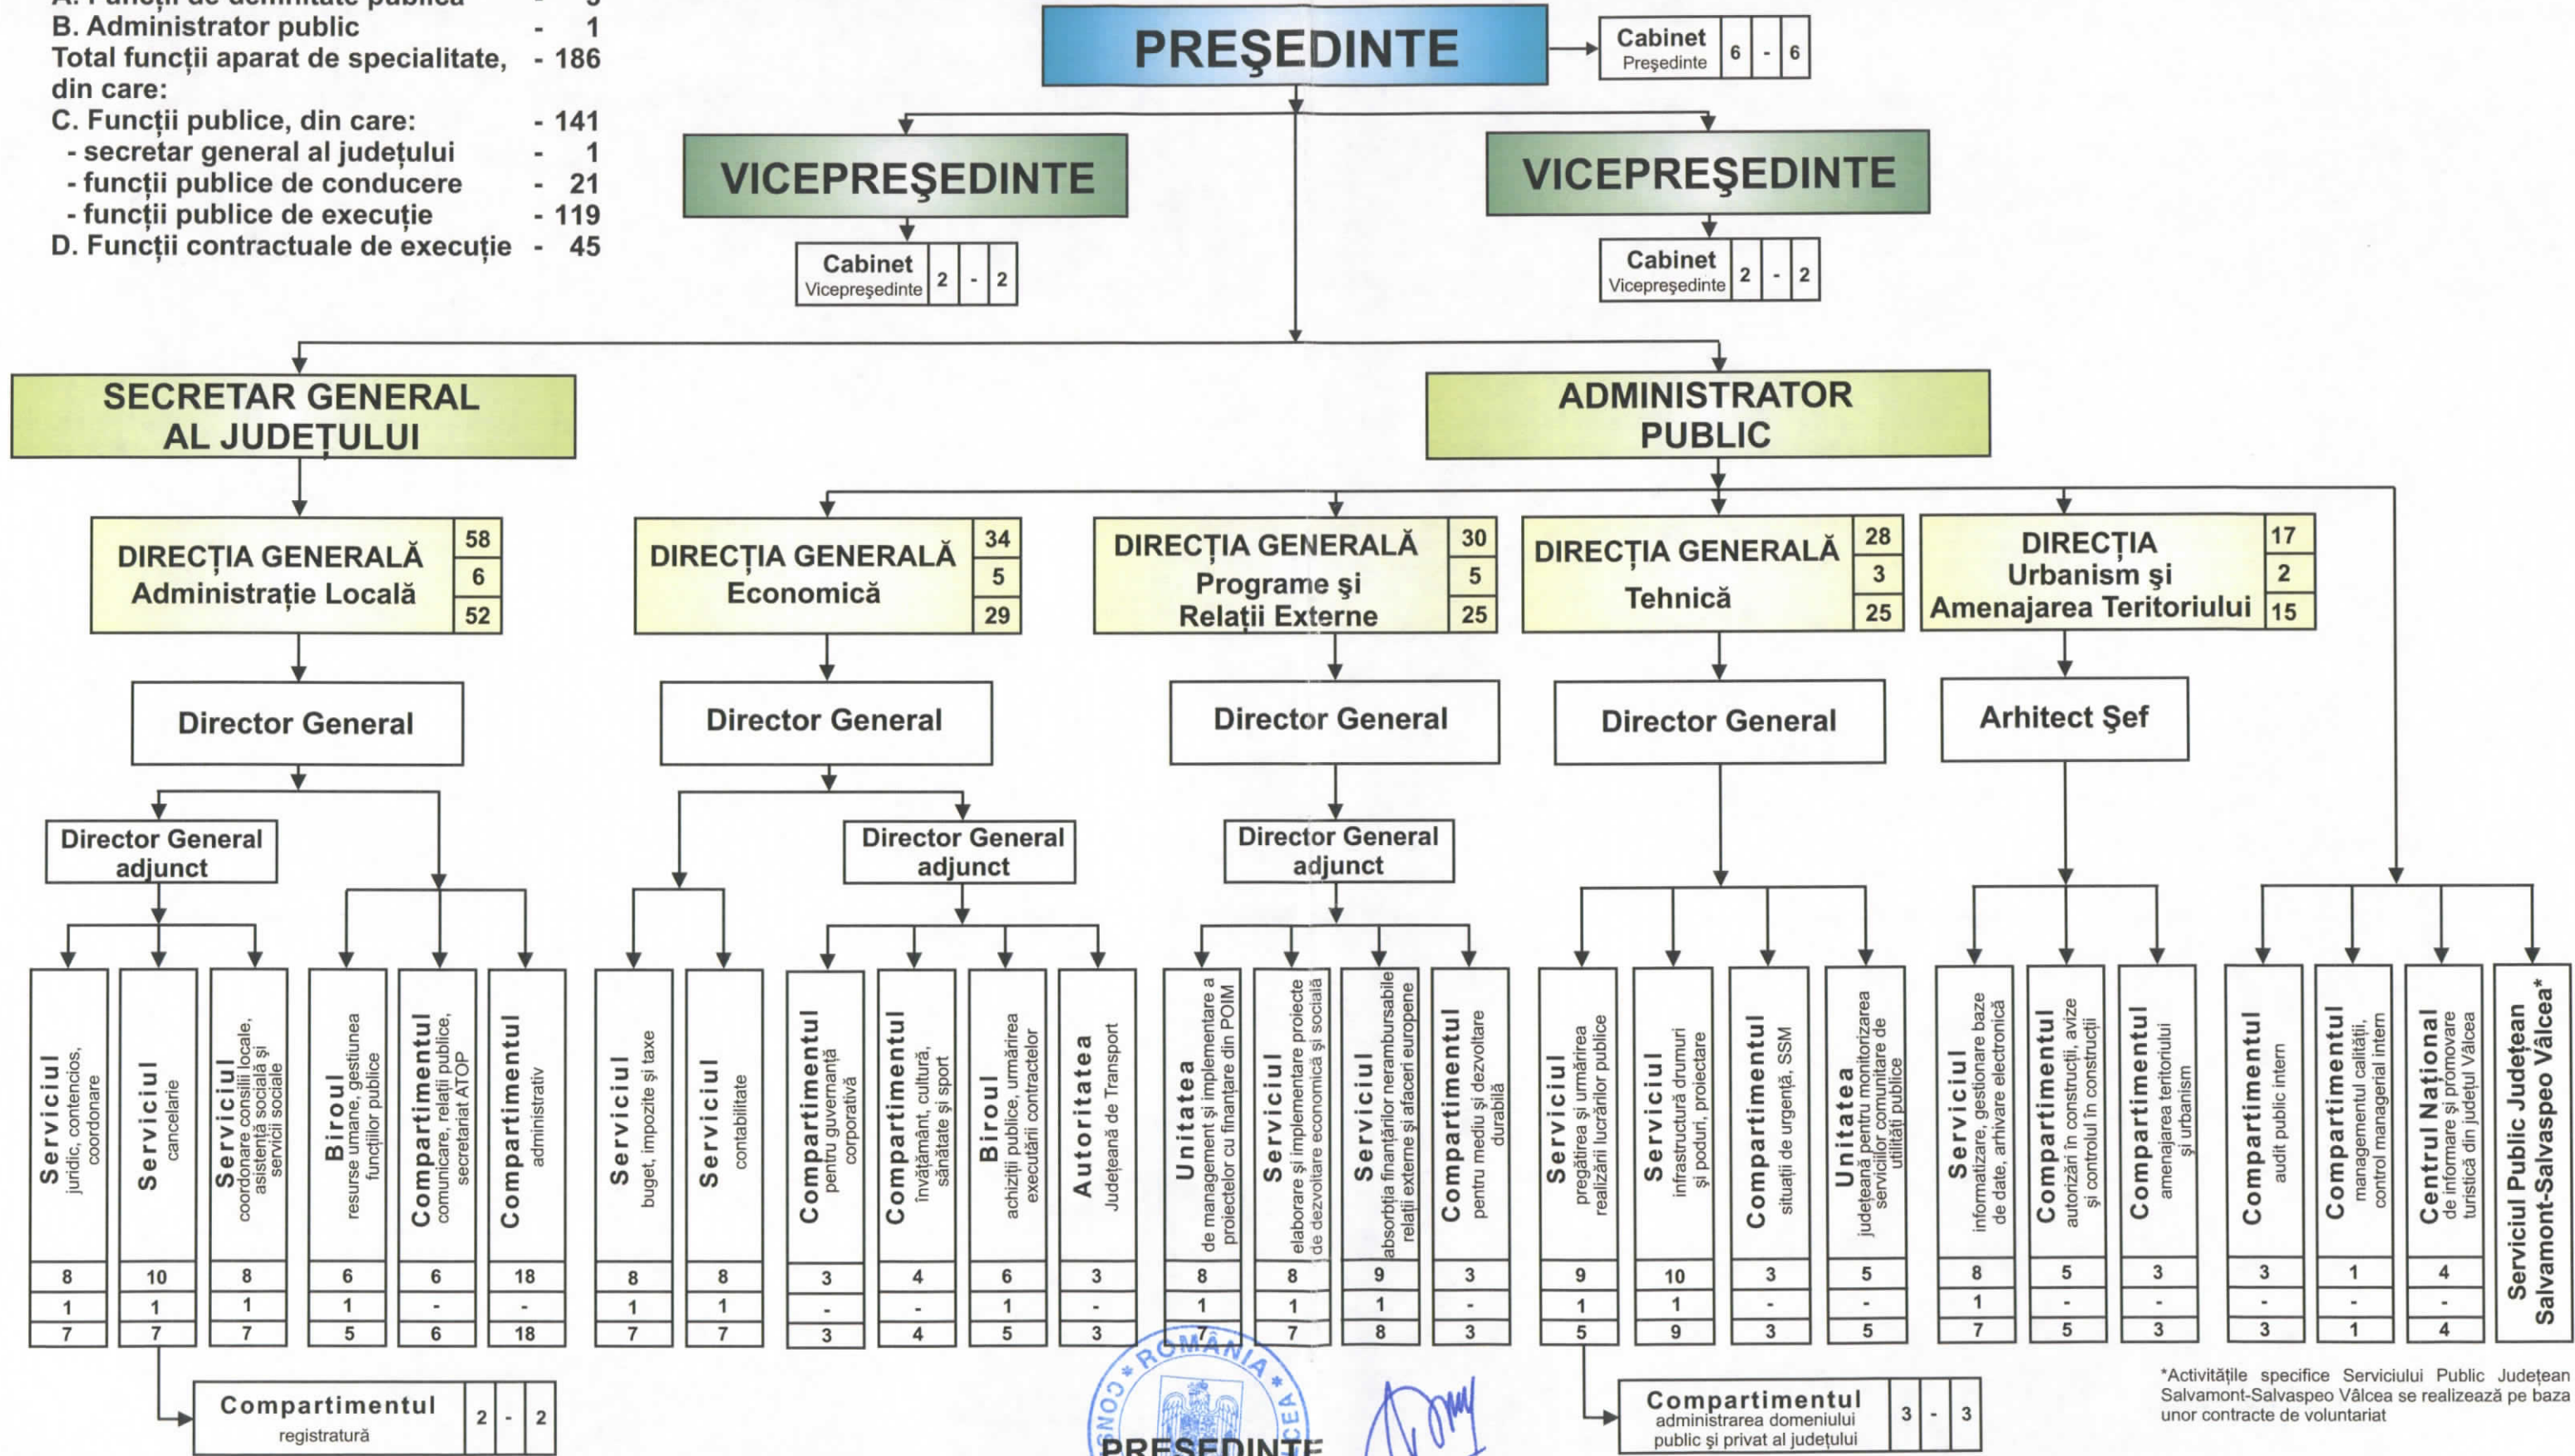 B. Administrator public - 1
Total funcții aparat de specialitate, - 186
din care:
C. Funcții publice, din care: - 141
- secretar general al județului - 1
- funcții publice de conducere - 21
- funcții publice de execuție - 119
D. Funcții contractuale de execuție - 45
PREŞEDINTE
Cabinet
Preşedinte
6 - 6
VICEPREŞEDINTE
VICEPREŞEDINTE
Cabinet
Vicepreşedinte
2 - 2
Cabinet
Vicepreşedinte
2 - 2
SECRETAR GENERAL
AL JUDEȚULUI
ADMINISTRATOR
PUBLIC
DIRECȚIA GENERALĂ
Administrație Locală
58
6
52
DIRECȚIA GENERALĂ
Economică
34
5
29
DIRECȚIA GENERALĂ
Programe şi
Relații Externe
30
5
25
DIRECȚIA GENERALĂ
Tehnică
28
3
25
DIRECȚIA
Urbanism şi
Amenajarea Teritoriului
17
2
15
Director General
Director General
Director General
Director General
Arhitect Şef
Director General
adjunct
Director General
adjunct
Director General
adjunct
Serviciul
juridic, contencios,
coordonare
8
1
7
Serviciul
cancelarie
10
1
7
Serviciul
coordonare consilii locale,
asistență socială şi
servicii sociale
8
1
7
Biroul
resurse umane, gestiunea
funcțiilor publice
6
1
5
Compartimentul
comunicare, relații publice,
secretariat ATOP
6
-
6
Compartimentul
administrativ
18
-
18
Serviciul
buget, impozite şi taxe
8
1
7
Serviciul
contabilitate
8
1
7
Compartimentul
pentru guvernanță
corporativă
3
-
3
Compartimentul
învățământ, cultură,
sănătate şi sport
4
-
4
Biroul
achiziții publice, urmărirea
executării contractelor
6
1
5
Autoritatea
Județeană de Transport
3
-
3
Unitatea
de management şi implementare a
proiectelor cu finanțare din POIM
8
1
7
Serviciul
elaborare şi implementare proiecte
de dezvoltare economică şi socială
8
1
7
Serviciul
absorbția finanțărilor nerambursabile
relații externe şi afaceri europene
9
1
8
Compartimentul
pentru mediu şi dezvoltare
durabilă
3
-
3
Serviciul
pregătirea şi urmărirea
realizării lucrărilor publice
9
1
5
Serviciul
infrastructură drumuri
şi poduri, proiectare
10
1
9
Compartimentul
situații de urgență, SSM
3
-
3
Unitatea
județeană pentru monitorizarea
serviciilor comunitare de
utilități publice
5
-
5
Serviciul
informatizare, gestionare baze
de date, arhivare electronică
8
1
7
Compartimentul
autorizări în construcții, avize
şi controlul în construcții
5
-
5
Compartimentul
amenajarea teritoriului
şi urbanism
3
-
3
Compartimentul
audit public intern
3
-
3
Compartimentul
managementul calității,
control managerial intern
1
-
1
Centrul Național
de informare şi promovare
turistică din județul Vâlcea
4
-
4
Serviciul Public Județean
Salvamont-Salvaspeo Vâlcea*
Compartimentul
registratură
2 - 2
Compartimentul
administrarea domeniului
public şi privat al județului
3 - 3
*Activitățile specifice Serviciului Public Județean
Salvamont-Salvaspeo Vâlcea se realizează pe baza
unor contracte de voluntariat
* ROMÂNIA *
PREŞEDINTE